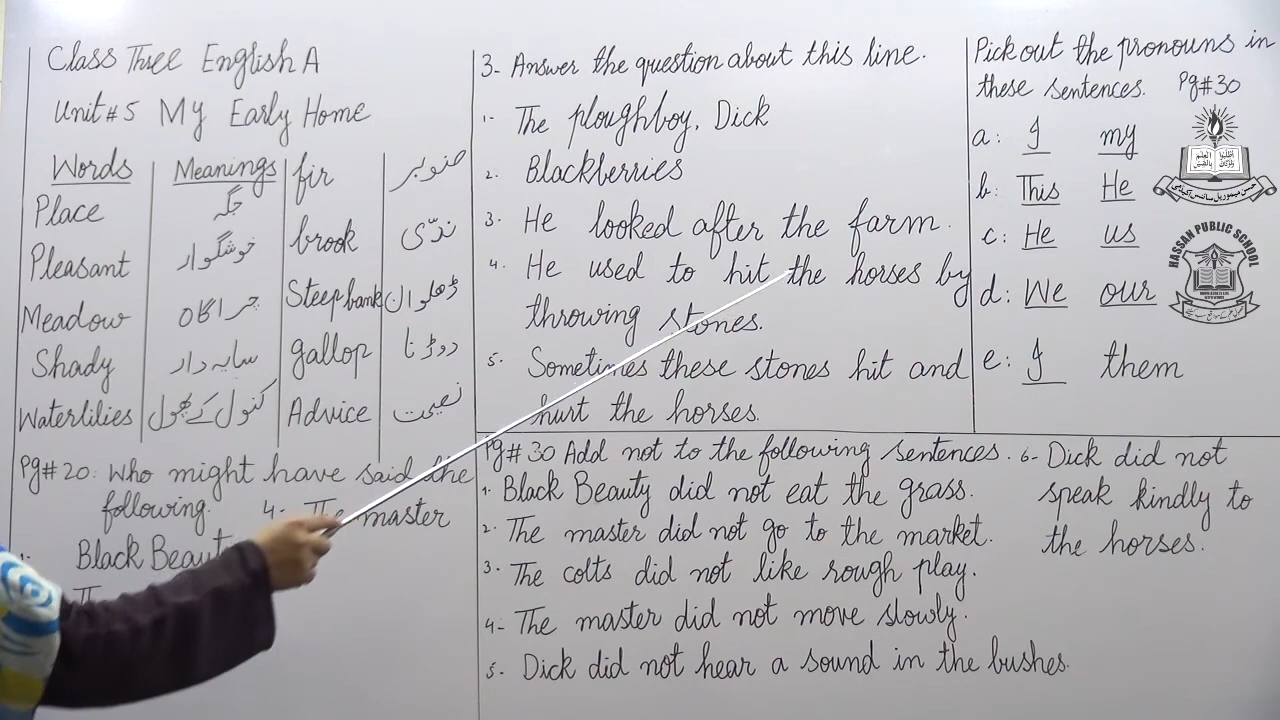 Class Three English A
Unit # 5 My Early Home
Words Meanings
Place جگہ
Pleasant خوشگوار
Meadow چراگاہ
Shady سایہ دار
Waterlilies کنول کے پھول
fir صنوبر
brook ندّی
Steep bank ڈھلوان
gallop دوڑنا
Advice نصیحت
Pg# 20: Who might have said the
following. 4- The master
1. Black Beaut
3- Answer the question about this line.
1- The ploughboy, Dick
2. Blackberries
3. He looked after the farm.
4. He used to hit the horses by
throwing stones.
5. Sometimes these stones hit and
hurt the horses.
Pick out the pronouns in
these sentences. Pg#30
a: I my
b: This He
c: He us
d: We our
e: I them
Pg# 30 Add not to the following sentences.
1. Black Beauty did not eat the grass.
2. The master did not go to the market.
3. The colts did not like rough play.
4- The master did not move slowly.
5. Dick did not hear a sound in the bushes.
6- Dick did not
speak kindly to
the horses.
HASSAN PUBLIC SCHOOL